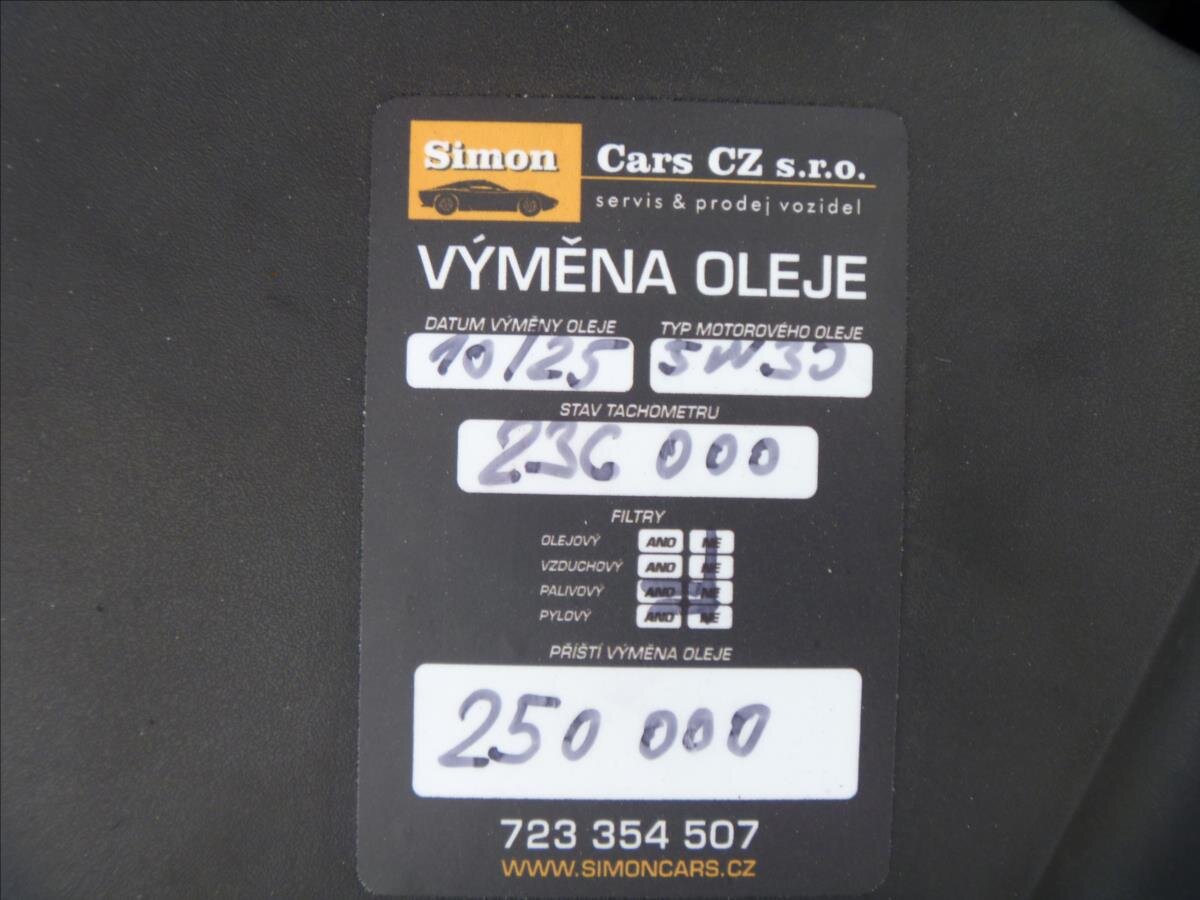 Simon Cars CZ s.r.o.
servis & prodej vozidel
VÝMĚNA OLEJE
DATUM VÝMĚNY OLEJE TYP MOTOROVÉHO OLEJE
10/25 5W30
STAV TACHOMETRU
236 000
FILTRY
OLEJOVÝ ANO NE
VZDUCHOVÝ ANO NE
PALIVOVÝ ANO NE
PYLOVÝ ANO NE
PŘÍŠTÍ VÝMĚNA OLEJE
250 000
723 354 507
WWW.SIMONCARS.CZ